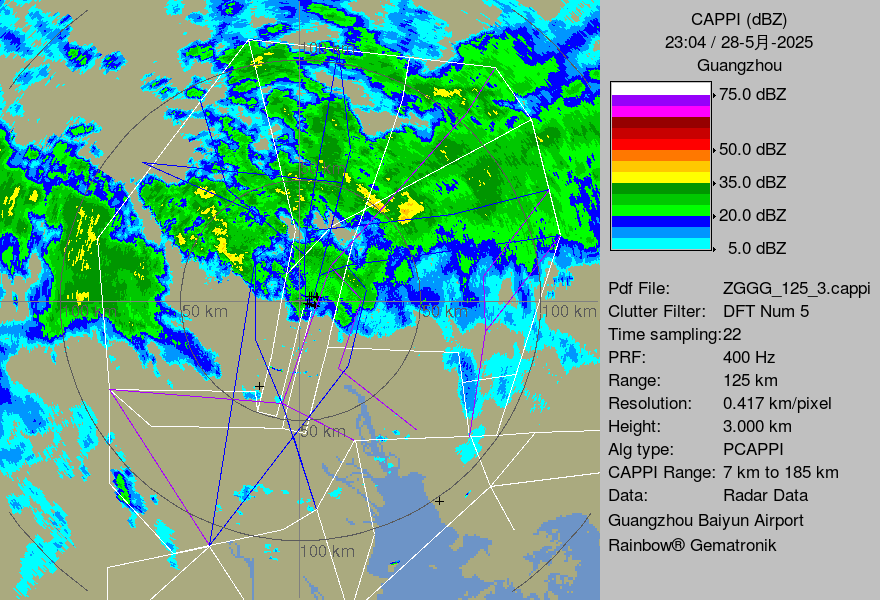 CAPPI (dBZ)
23:04 / 28-5月-2025
Guangzhou
75.0 dBZ
50.0 dBZ
35.0 dBZ
20.0 dBZ
5.0 dBZ
Pdf File: ZGGG_125_3.cappi
Clutter Filter: DFT Num 5
Time sampling:22
PRF: 400 Hz
Range: 125 km
Resolution: 0.417 km/pixel
Height: 3.000 km
Alg type: PCAPPI
CAPPI Range: 7 km to 185 km
Data: Radar Data
Guangzhou Baiyun Airport
Rainbow® Gematronik
100 km
100 km
50 km
50 km
100 km
50 km
100 km